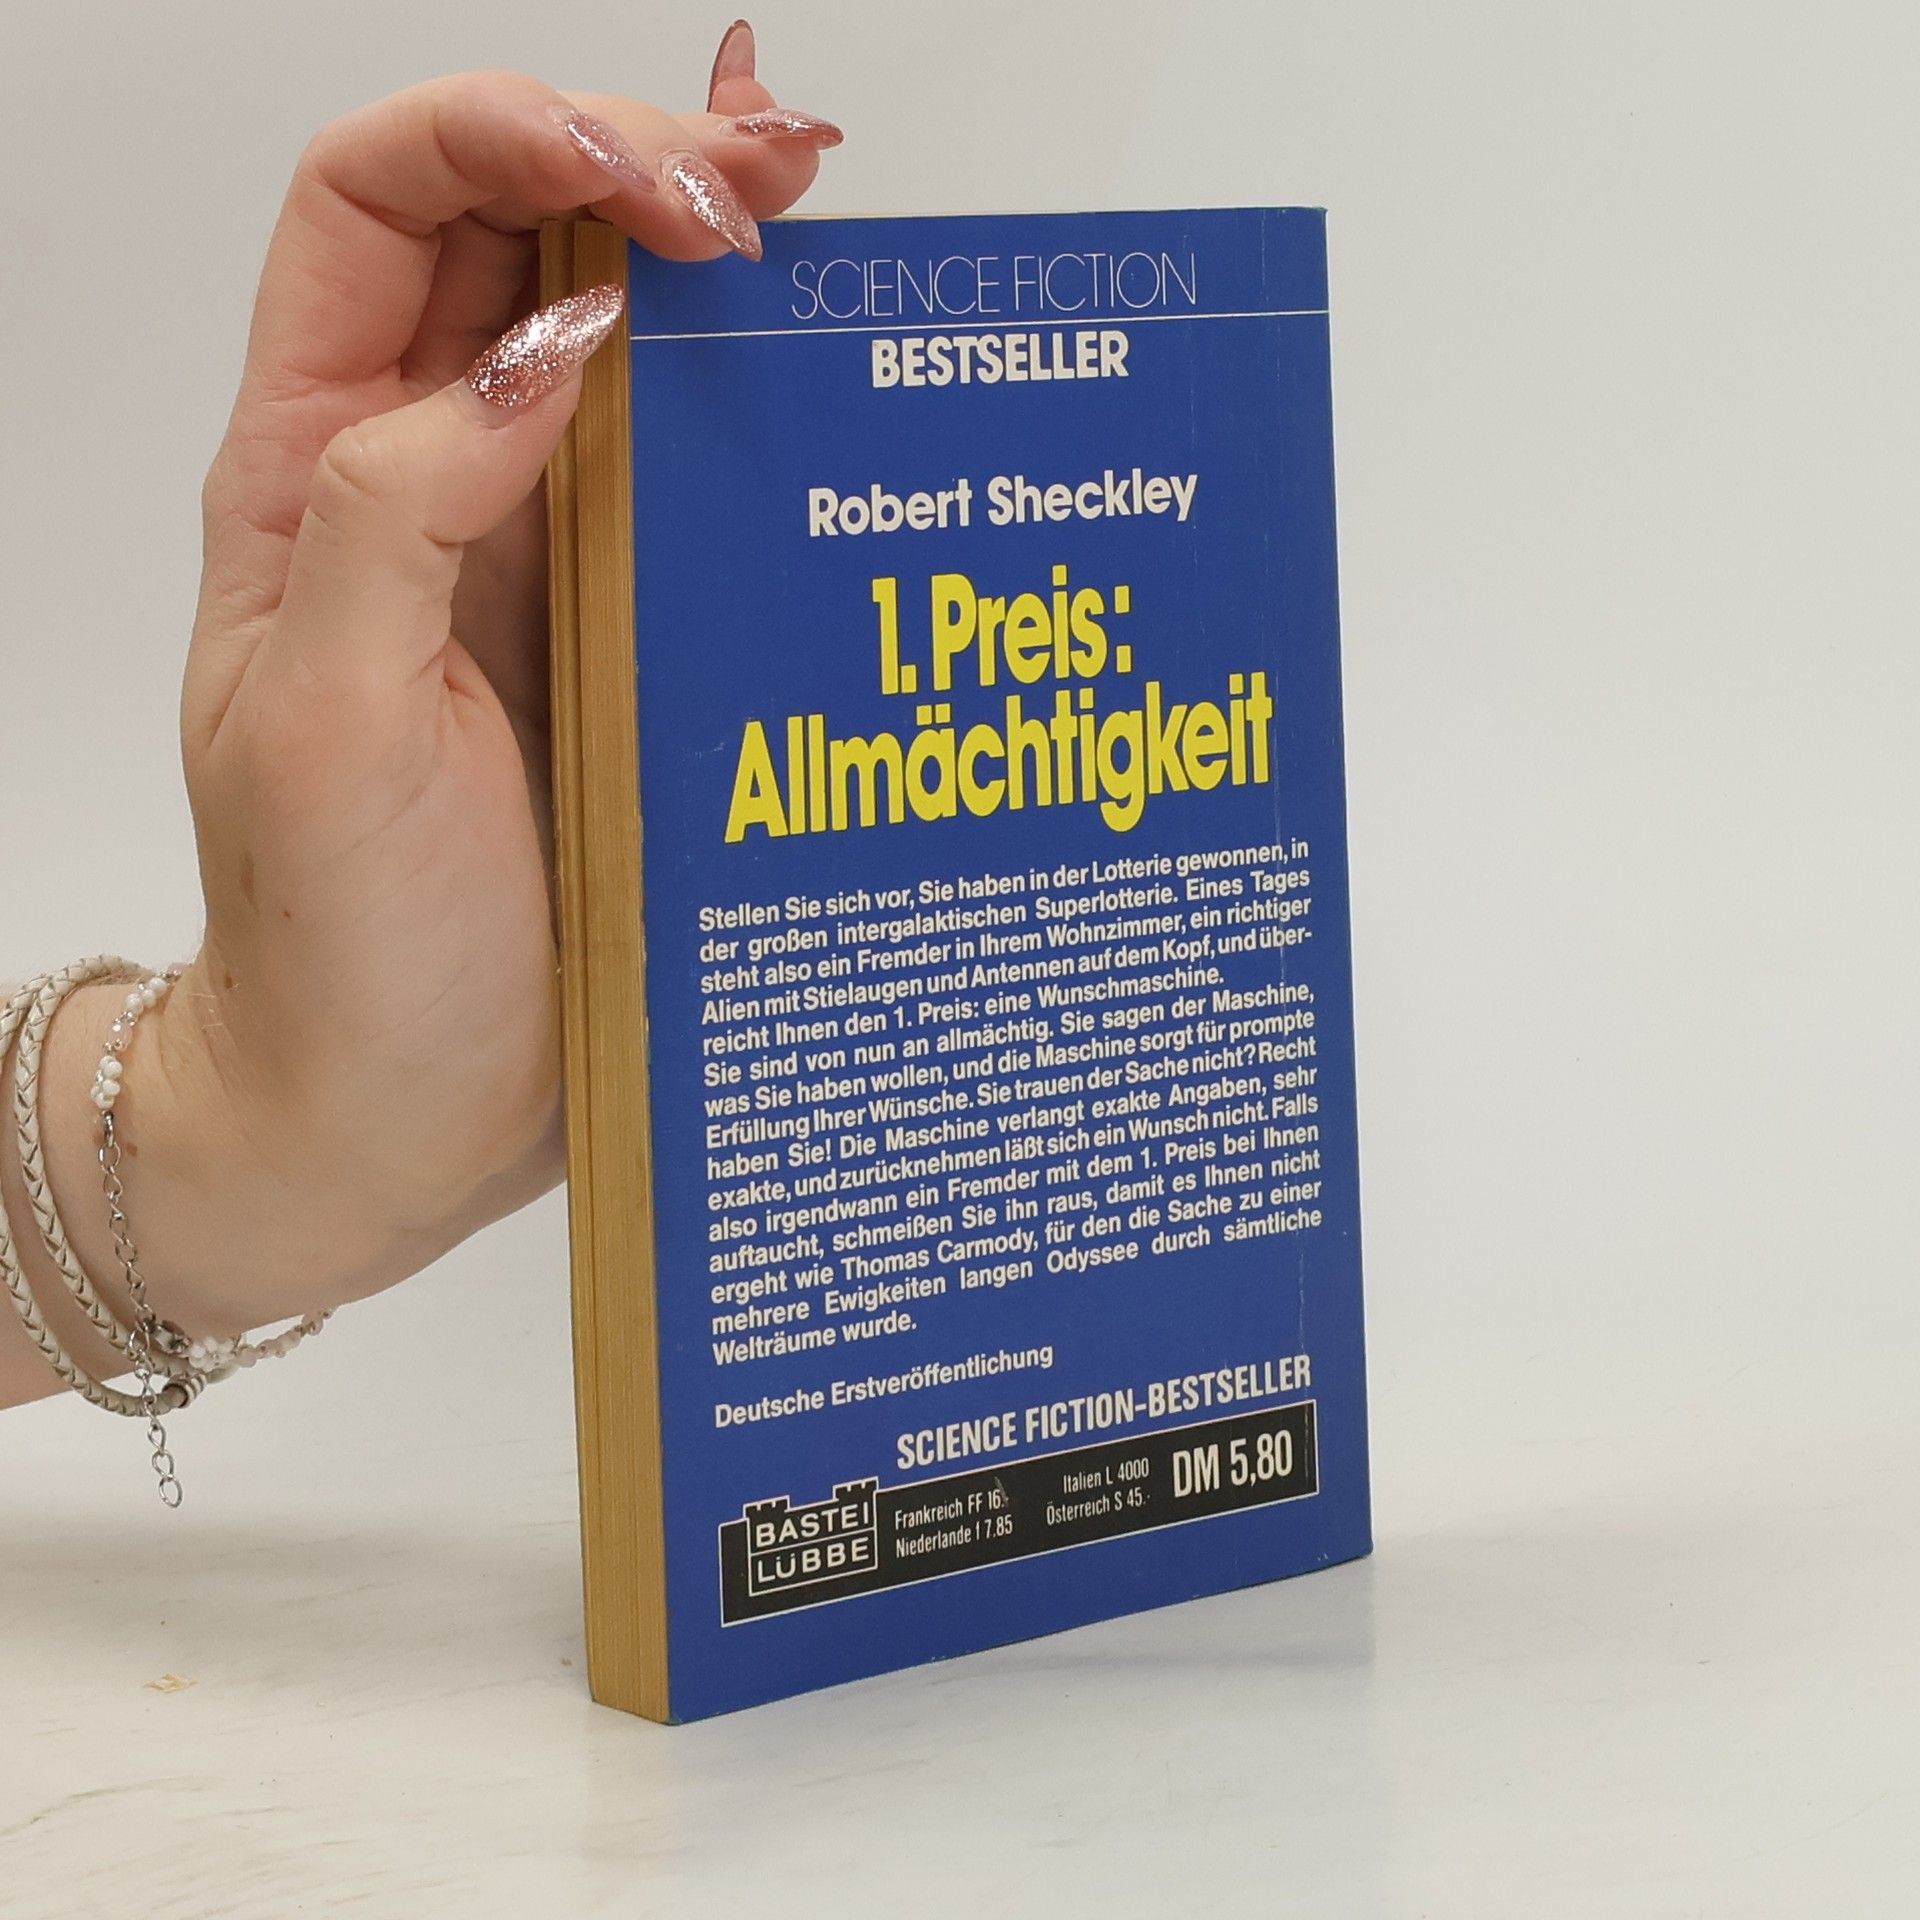 SCIENCE FICTION
BESTSELLER
Robert Sheckley
1. Preis:
Allmächtigkeit
Stellen Sie sich vor, Sie haben in der Lotterie gewonnen, in
der großen intergalaktischen Superlotterie. Eines Tages
steht also ein Fremder in Ihrem Wohnzimmer, ein richtiger
Alien mit Stielaugen und Antennen auf dem Kopf, und über-
reicht Ihnen den 1. Preis: eine Wunschmaschine.
Sie sind von nun an allmächtig. Sie sagen der Maschine,
was Sie haben wollen, und die Maschine sorgt für prompte
Erfüllung Ihrer Wünsche. Sie trauen der Sache nicht? Recht
haben Sie! Die Maschine verlangt exakte Angaben, sehr
exakte, und zurücknehmen läßt sich ein Wunsch nicht. Falls
also irgendwann ein Fremder mit dem 1. Preis bei Ihnen
auftaucht, schmeißen Sie ihn raus, damit es Ihnen nicht
ergeht wie Thomas Carmody, für den die Sache zu einer
mehrere Ewigkeiten langen Odyssee durch sämtliche
Welträume wurde.
Deutsche Erstveröffentlichung
SCIENCE FICTION-BESTSELLER
BASTEI
LÜBBE
Frankreich FF 16.-
Niederlande f 7.85
Italien L 4000
Österreich S 45.-
DM 5,80